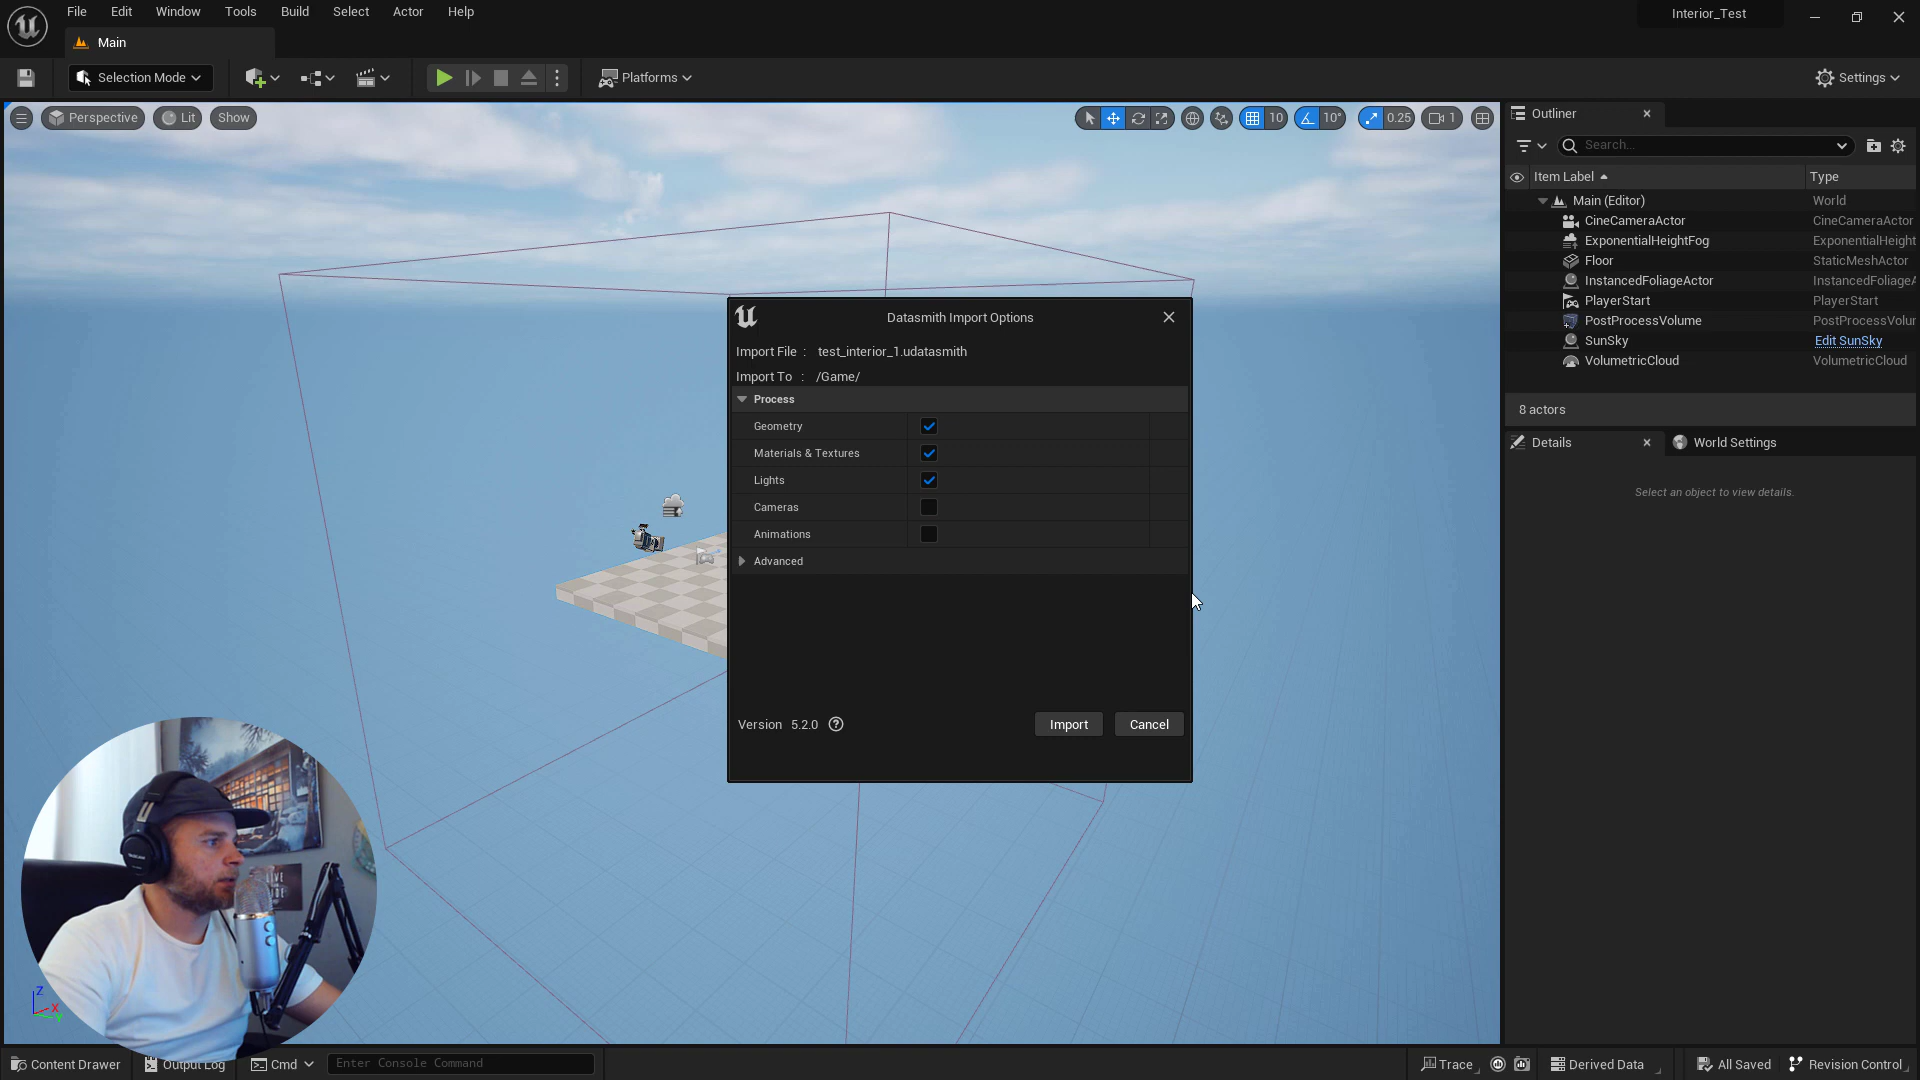 File Edit Window Tools Build Select Actor Help
Interior_Test
Main
Selection Mode
Platforms
Settings
Perspective
Lit
Show
10
10°
0.25
1
Outliner
Search...
Item Label
Type
Main (Editor) World
CineCameraActor CineCameraActor
ExponentialHeightFog ExponentialHeight
Floor StaticMeshActor
InstancedFoliageActor InstancedFoliageA
PlayerStart PlayerStart
PostProcessVolume PostProcessVolur
SunSky Edit SunSky
VolumetricCloud VolumetricCloud
8 actors
Details
World Settings
Select an object to view details.
Datasmith Import Options
Import File : test_interior_1.udatasmith
Import To : /Game/
Process
Geometry
Materials & Textures
Lights
Cameras
Animations
Advanced
Version 5.2.0
Import
Cancel
Z
X
Y
Content Drawer
Output Log
Cmd
Enter Console Command
Trace
Derived Data
All Saved
Revision Control